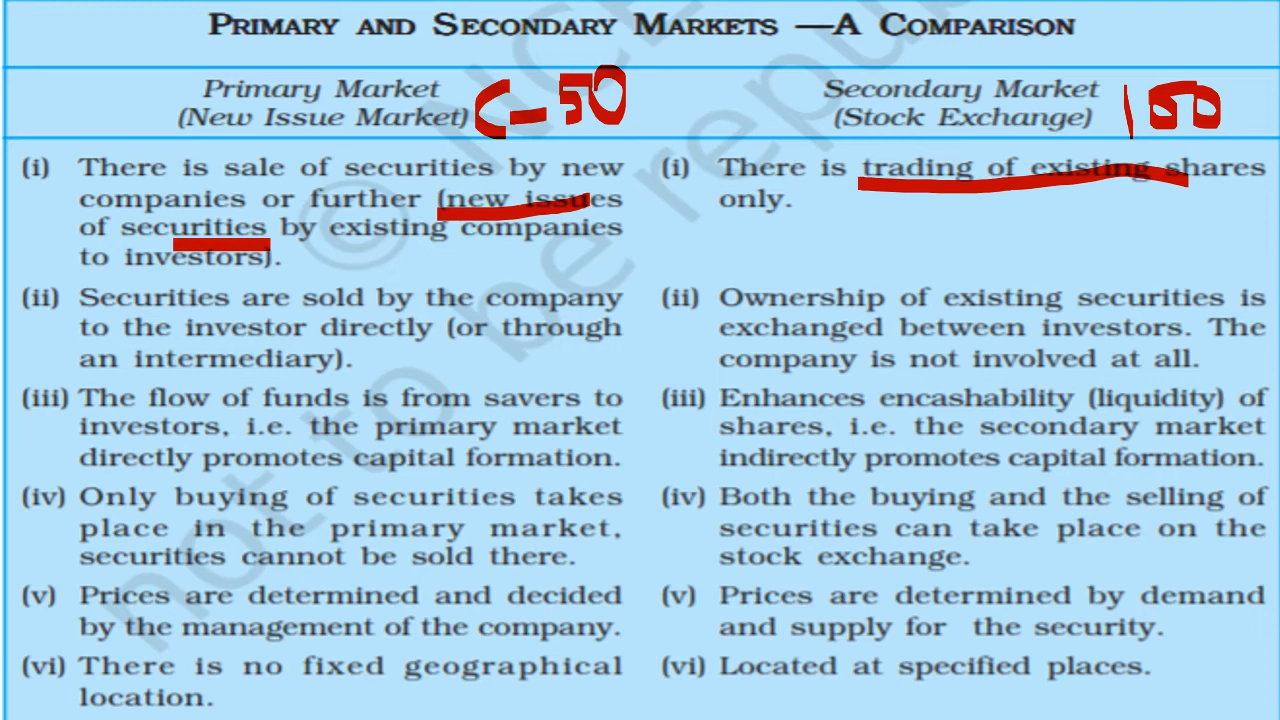 PRIMARY AND SECONDARY MARKETS —A COMPARISON
Primary Market
(New Issue Market)
Secondary Market
(Stock Exchange)
(i) There is sale of securities by new
companies or further (new issues
of securities by existing companies
to investors).
(i) There is trading of existing shares
only.
(ii) Securities are sold by the company
to the investor directly (or through
an intermediary).
(ii) Ownership of existing securities is
exchanged between investors. The
company is not involved at all.
(iii) The flow of funds is from savers to
investors, i.e. the primary market
directly promotes capital formation.
(iii) Enhances encashability (liquidity) of
shares, i.e. the secondary market
indirectly promotes capital formation.
(iv) Only buying of securities takes
place in the primary market,
securities cannot be sold there.
(iv) Both the buying and the selling of
securities can take place on the
stock exchange.
(v) Prices are determined and decided
by the management of the company.
(v) Prices are determined by demand
and supply for the security.
(vi) There is no fixed geographical
location.
(vi) Located at specified places.
not to be repu
© NCE